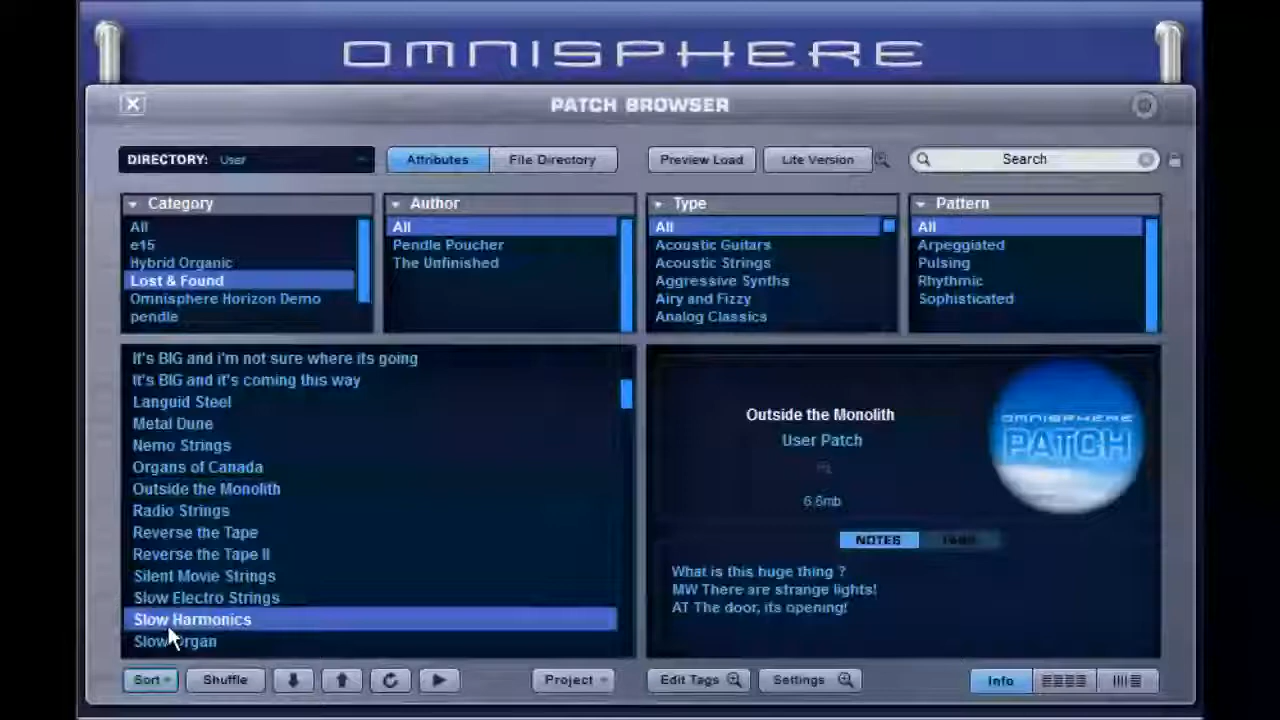 OMNISPHERE
PATCH BROWSER
DIRECTORY: User
Attributes
File Directory
Preview Load
Lite Version
Search
Category
Author
Type
Pattern
All
e15
Hybrid Organic
Lost & Found
Omnisphere Horizon Demo
pendle
All
Pendle Poucher
The Unfinished
All
Acoustic Guitars
Acoustic Strings
Aggressive Synths
Airy and Fizzy
Analog Classics
All
Arpeggiated
Pulsing
Rhythmic
Sophisticated
It's BIG and i'm not sure where its going
It's BIG and it's coming this way
Languid Steel
Metal Dune
Nemo Strings
Organs of Canada
Outside the Monolith
Radio Strings
Reverse the Tape
Reverse the Tape II
Silent Movie Strings
Slow Electro Strings
Slow Harmonics
Slow Organ
Outside the Monolith
User Patch
6.6mb
OMNISPHERE
PATCH
NOTES
TAGS
What is this huge thing ?
MW There are strange lights!
AT The door, its opening!
Sort
Shuffle
Project
Edit Tags
Settings
Info